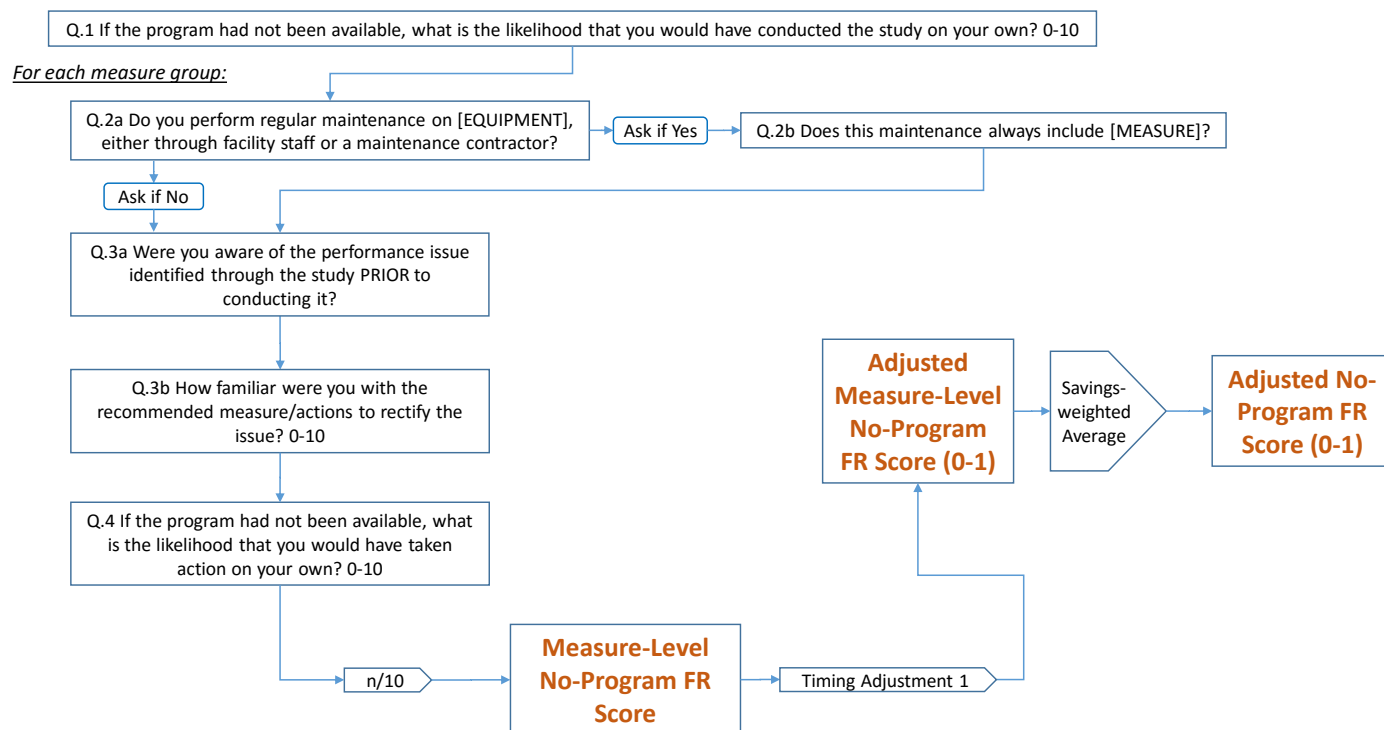 Q.1 If the program had not been available, what is the likelihood that you would have conducted the study on your own? 0-10
For each measure group:
Q.2a Do you perform regular maintenance on [EQUIPMENT],
either through facility staff or a maintenance contractor?
Ask if Yes
Q.2b Does this maintenance always include [MEASURE]?
Ask if No
Q.3a Were you aware of the performance issue
identified through the study PRIOR to
conducting it?
Q.3b How familiar were you with the
recommended measure/actions to rectify the
issue? 0-10
Q.4 If the program had not been available, what
is the likelihood that you would have taken
action on your own? 0-10
n/10
Measure-Level
No-Program FR
Score
Timing Adjustment 1
Adjusted
Measure-Level
No-Program
FR Score (0-1)
Savings-
weighted
Average
Adjusted No-
Program FR
Score (0-1)